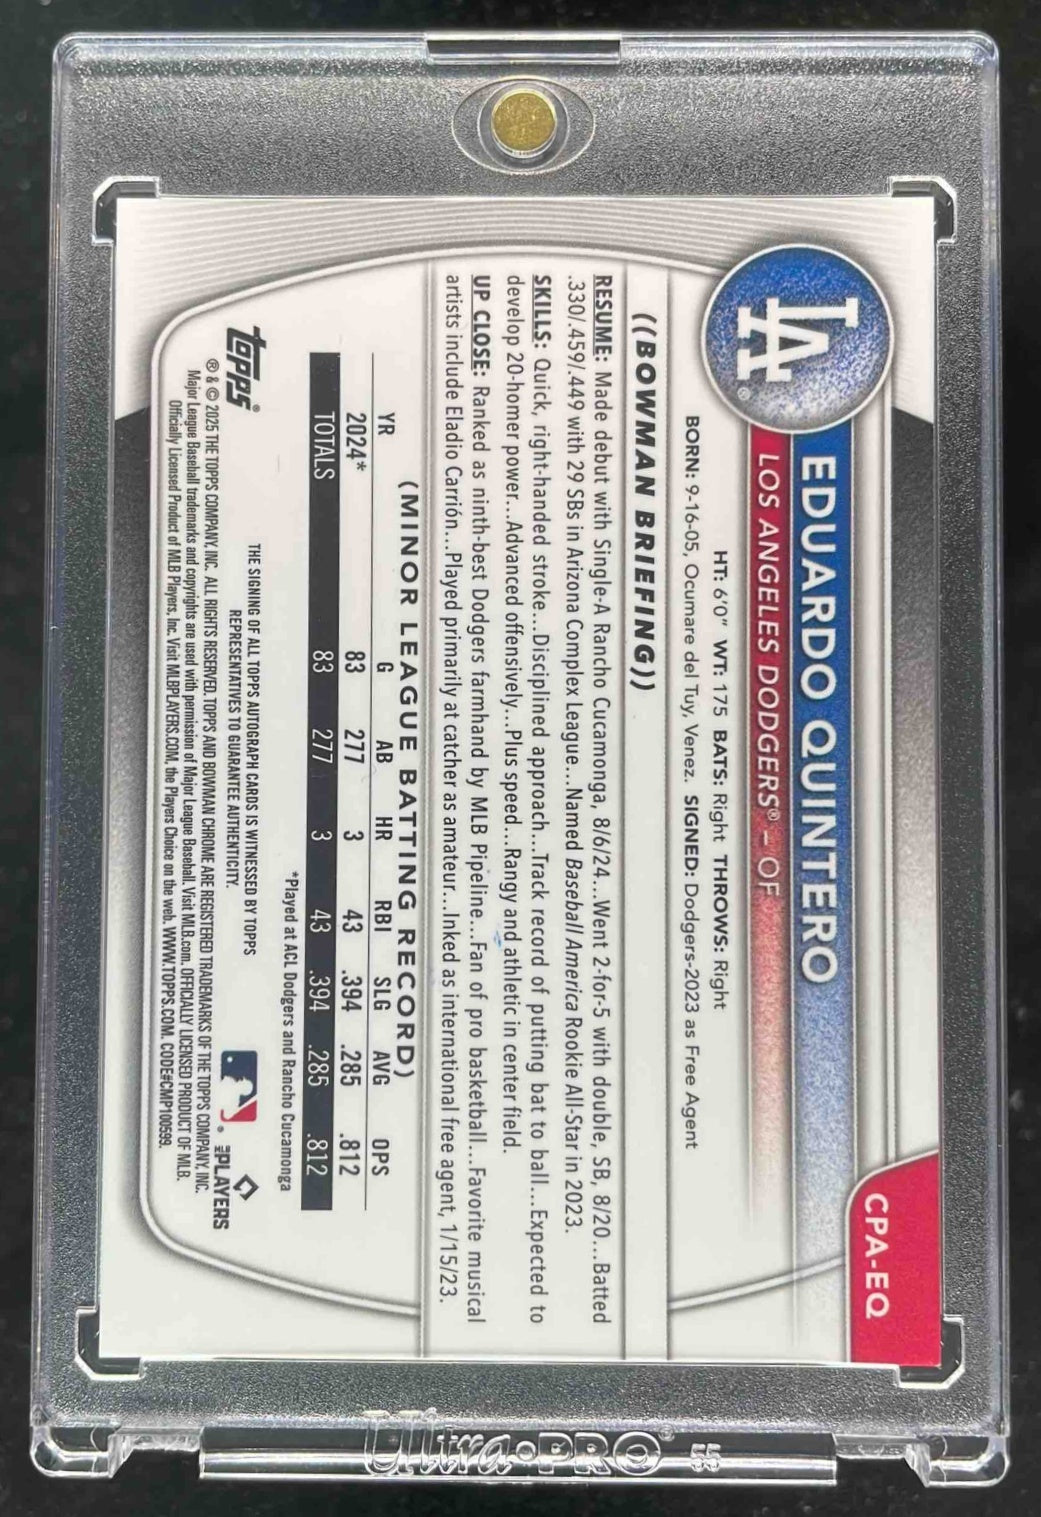 CPA-EQ
LA®
EDUARDO QUINTERO
LOS ANGELES DODGERS® – OF
HT: 6'0" WT: 175 BATS: Right THROWS: Right
BORN: 9-16-05, Ocumare del Tuy, Venez. SIGNED: Dodgers-2023 as Free Agent
((BOWMAN BRIEFING))
RESUME: Made debut with Single-A Rancho Cucamonga, 8/6/24...Went 2-for-5 with double, SB, 8/20...Batted
.330/.459/.449 with 29 SBs in Arizona Complex League...Named Baseball America Rookie All-Star in 2023.
SKILLS: Quick, right-handed stroke...Disciplined approach...Track record of putting bat to ball...Expected to
develop 20-homer power...Advanced offensively...Plus speed...Rangy and athletic in center field.
UP CLOSE: Ranked as ninth-best Dodgers farmhand by MLB Pipeline...Fan of pro basketball...Favorite musical
artists include Eladio Carrión...Played primarily at catcher as amateur...Inked as international free agent, 1/15/23.
(MINOR LEAGUE BATTING RECORD)
YR G AB HR RBI SLG AVG OPS
2024* 83 277 3 43 .394 .285 .812
TOTALS 83 277 3 43 .394 .285 .812
*Played at ACL Dodgers and Rancho Cucamonga
THE SIGNING OF ALL TOPPS AUTOGRAPH CARDS IS WITNESSED BY TOPPS
REPRESENTATIVES TO GUARANTEE AUTHENTICITY.
topps®
MLB PLAYERS
® & © 2025 THE TOPPS COMPANY, INC. ALL RIGHTS RESERVED. TOPPS AND BOWMAN CHROME ARE REGISTERED TRADEMARKS OF THE TOPPS COMPANY, INC.
Major League Baseball trademarks and copyrights are used with permission of Major League Baseball. Visit MLB.com. OFFICIALLY LICENSED PRODUCT OF MLB.
Officially Licensed Product of MLB Players, Inc. Visit MLBPLAYERS.COM, the Players Choice on the web. WWW.TOPPS.COM. CODE#CMP100599.
Ultra•PRO®